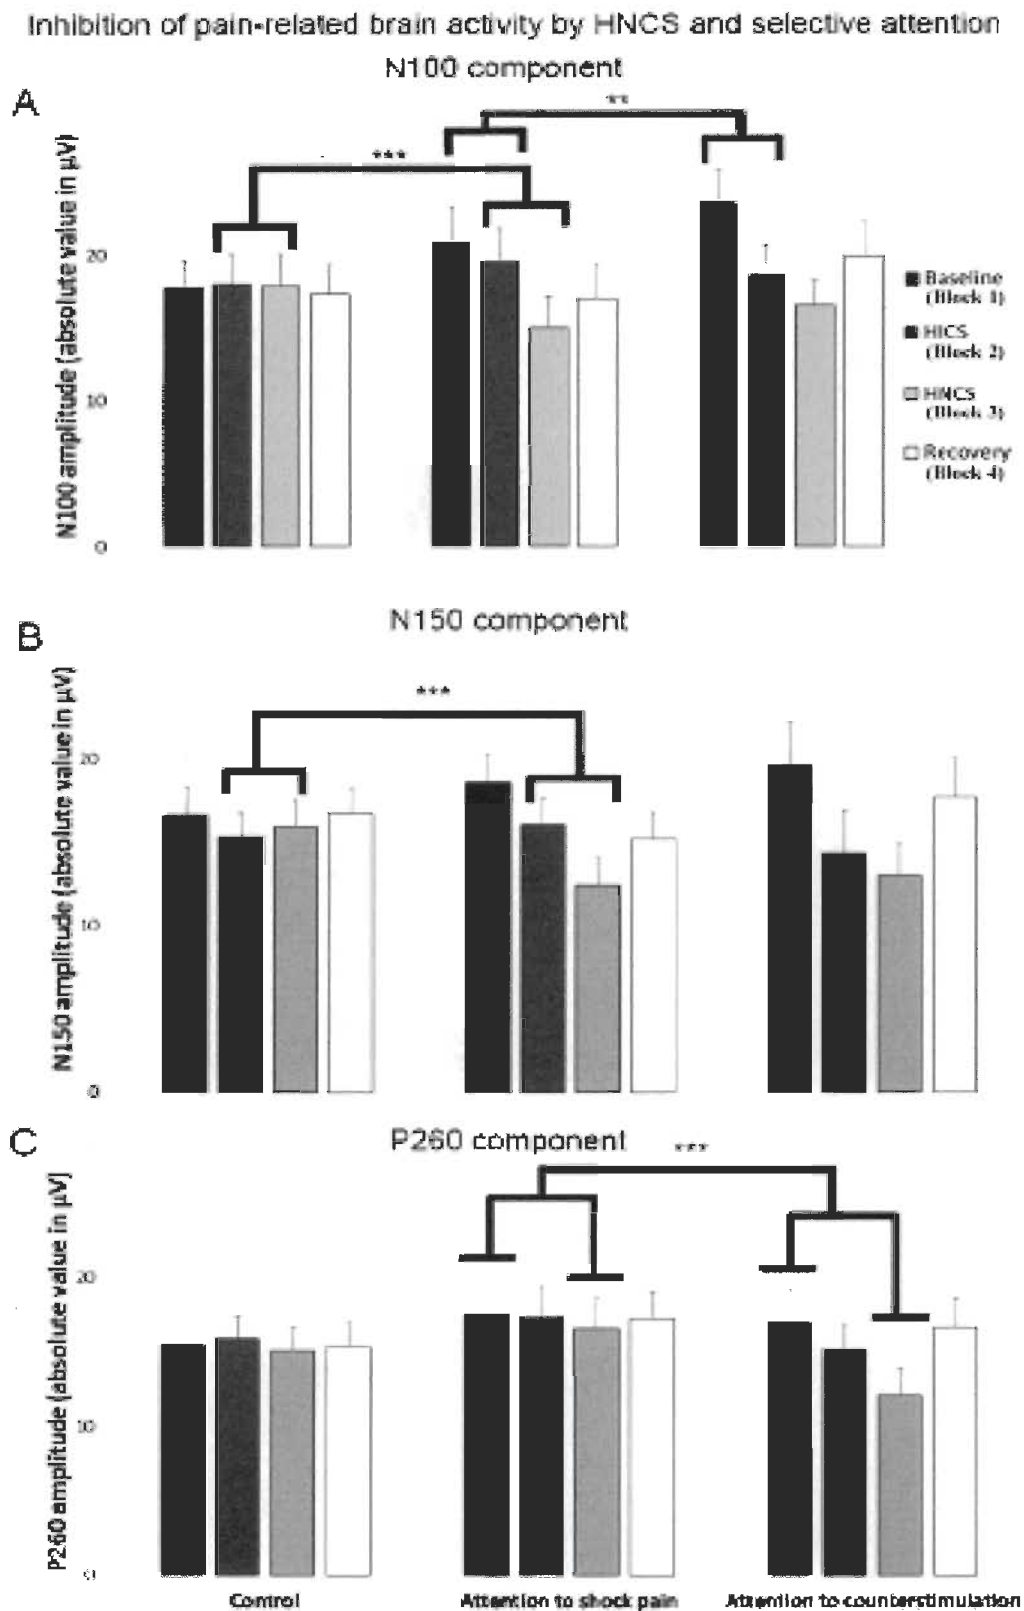 Inhibition of pain-related brain activity by HNCS and selective attention
N100 component
A
**
***
N100 amplitude (absolute value in µV)
20
10
0
Baseline
(Block 1)
HICS
(Block 2)
HNCS
(Block 3)
Recovery
(Block 4)
N150 component
B
***
N150 amplitude (absolute value in µV)
20
10
0
C
P260 component
***
P260 amplitude (absolute value in µV)
20
10
0
Control
Attention to shock pain
Attention to counterstimulation